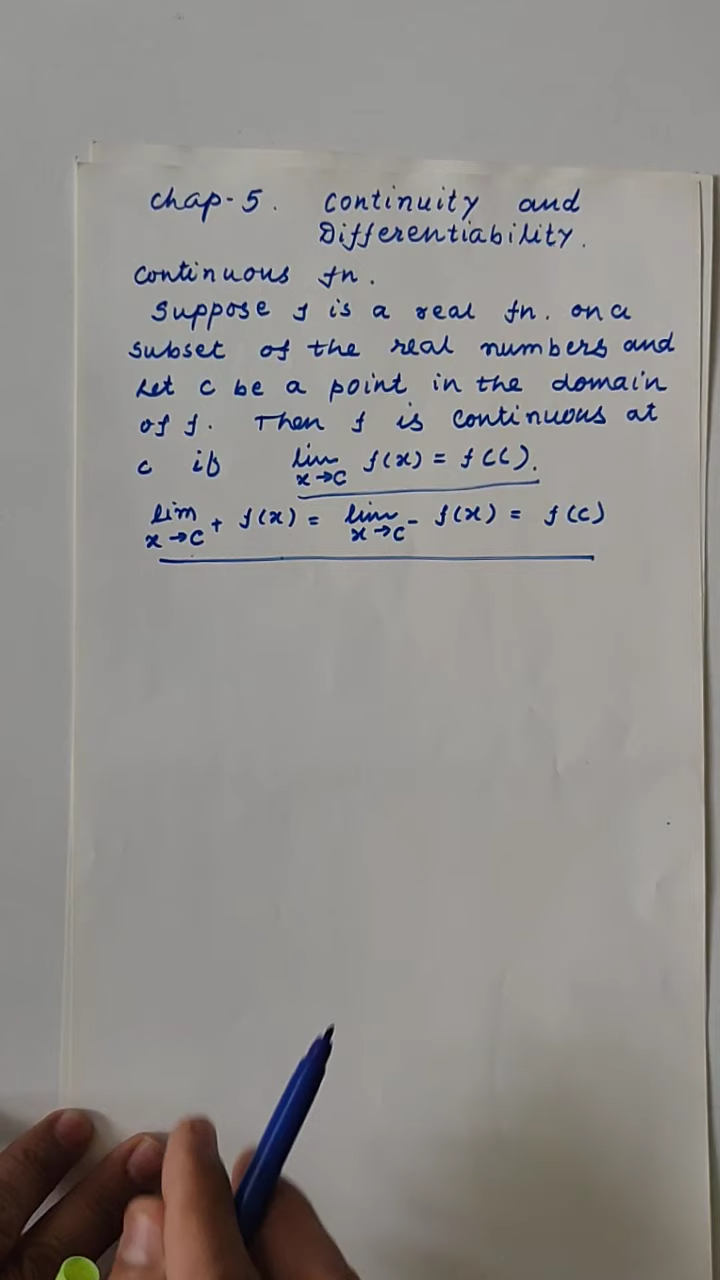 Chap-5. Continuity and
Differentiability.
Continuous fn.
Suppose f is a real fn. on a
subset of the real numbers and
let c be a point in the domain
of f. Then f is continuous at
c if lim x→c f(x) = f(c).
lim x→c+ f(x) = lim x→c- f(x) = f(c)